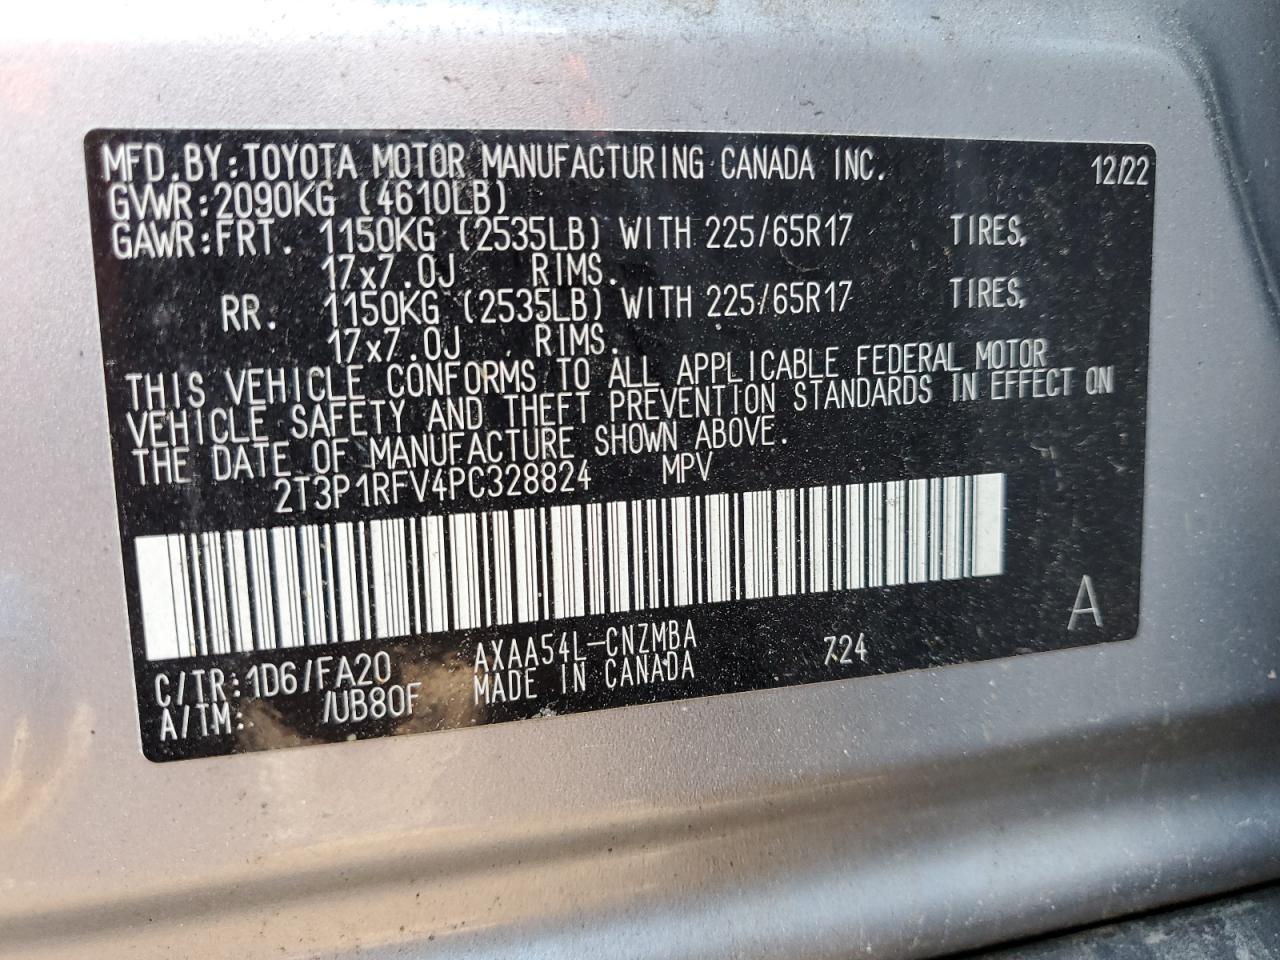 MFD.BY:TOYOTA MOTOR MANUFACTURING CANADA INC. 12/22
GVWR:2090KG (4610LB)
GAWR:FRT. 1150KG (2535LB) WITH 225/65R17 TIRES,
17x7.0J RIMS.
RR. 1150KG (2535LB) WITH 225/65R17 TIRES,
17x7.0J RIMS.
THIS VEHICLE CONFORMS TO ALL APPLICABLE FEDERAL MOTOR
VEHICLE SAFETY AND THEFT PREVENTION STANDARDS IN EFFECT ON
THE DATE OF MANUFACTURE SHOWN ABOVE.
2T3P1RFV4PC328824 MPV
A
C/TR:1D6/FA20 AXAA54L-CNZMBA 724
A/TM: /UB80F MADE IN CANADA